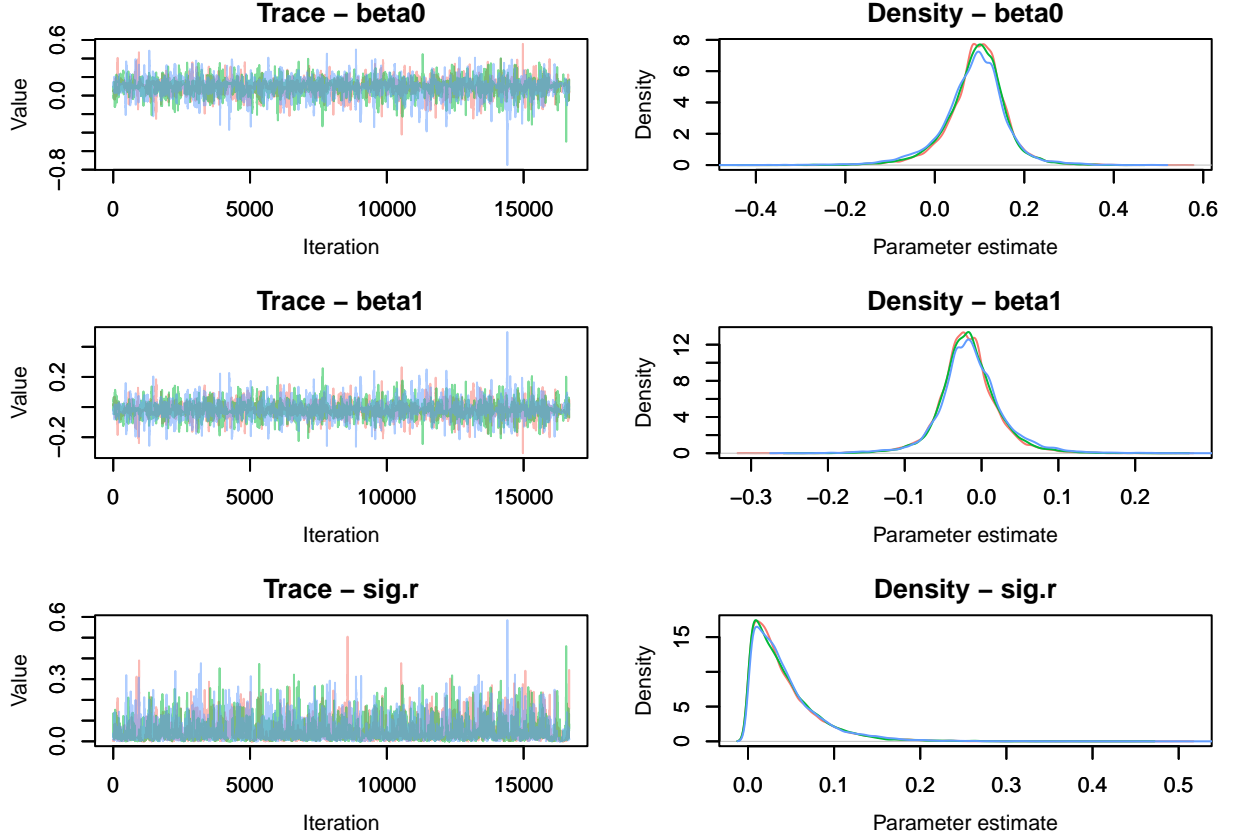 Trace – beta0
Value
−0.8 0.0 0.6
0 5000 10000 15000
Iteration
Density – beta0
Density
0 2 4 6 8
−0.4 −0.2 0.0 0.2 0.4 0.6
Parameter estimate
Trace – beta1
Value
−0.2 0.2
0 5000 10000 15000
Iteration
Density – beta1
Density
0 4 8 12
−0.3 −0.2 −0.1 0.0 0.1 0.2
Parameter estimate
Trace – sig.r
Value
0.0 0.3 0.6
0 5000 10000 15000
Iteration
Density – sig.r
Density
0 5 15
0.0 0.1 0.2 0.3 0.4 0.5
Parameter estimate